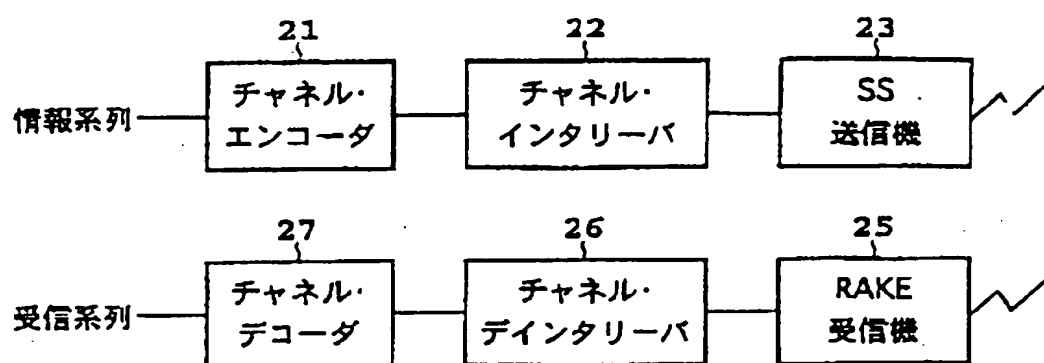 21
22
23
情報系列
チャネル・
エンコーダ
チャネル・
インタリーバ
SS
送信機
27
26
25
受信系列
チャネル・
デコーダ
チャネル・
デインタリーバ
RAKE
受信機